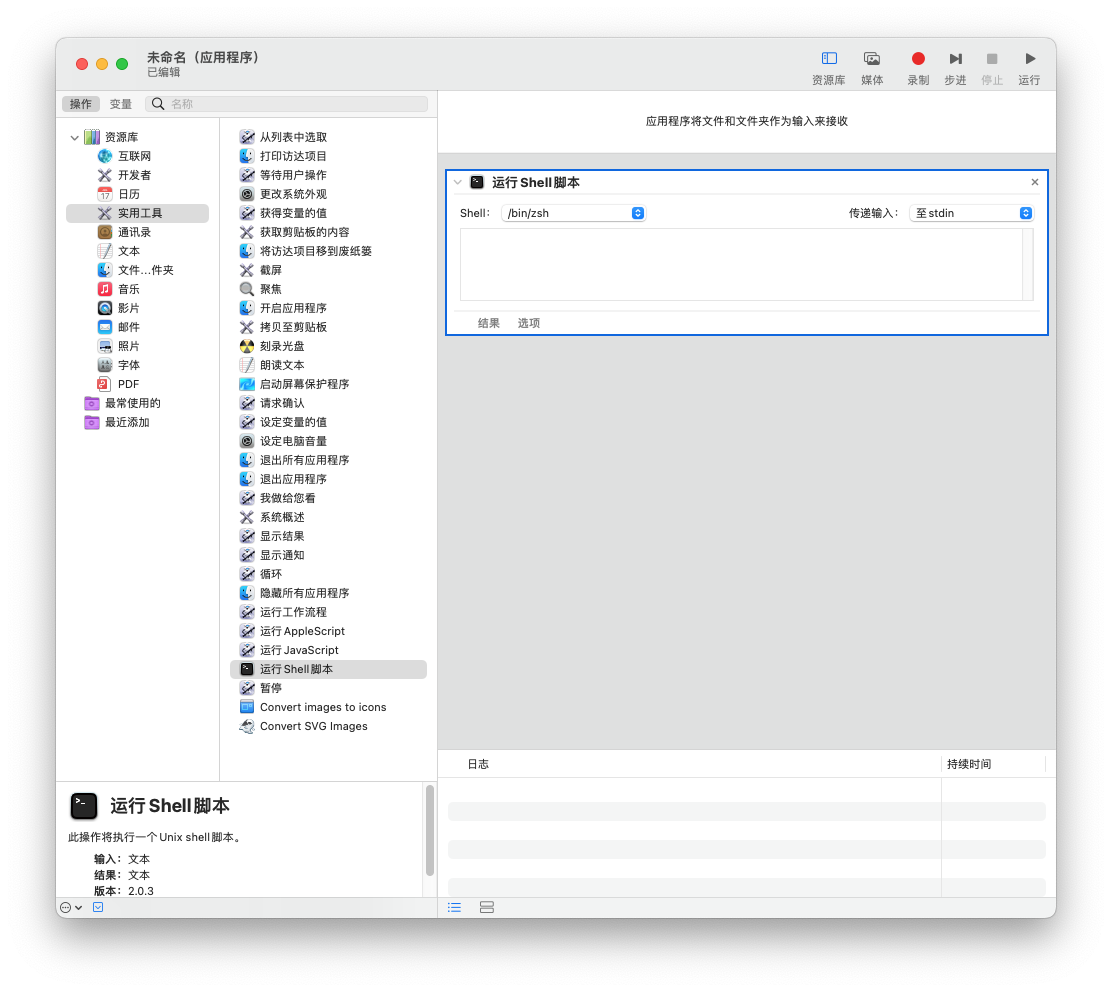 未命名（应用程序）
已编辑
资源库
媒体
录制
步进
停止
运行
操作
变量
名称
资源库
互联网
开发者
17
日历
实用工具
通讯录
文本
文件…件夹
音乐
影片
邮件
照片
字体
PDF
最常使用的
最近添加
从列表中选取
打印访达项目
等待用户操作
更改系统外观
获得变量的值
获取剪贴板的内容
将访达项目移到废纸篓
截屏
聚焦
开启应用程序
拷贝至剪贴板
刻录光盘
朗读文本
启动屏幕保护程序
请求确认
设定变量的值
设定电脑音量
退出所有应用程序
退出应用程序
我做给您看
系统概述
显示结果
显示通知
循环
隐藏所有应用程序
运行工作流程
运行 AppleScript
运行 JavaScript
运行 Shell 脚本
暂停
Convert images to icons
Convert SVG Images
运行 Shell 脚本
此操作将执行一个 Unix shell 脚本。
输入：文本
结果：文本
版本：2.0.3
应用程序将文件和文件夹作为输入来接收
运行 Shell 脚本
Shell： /bin/zsh 传递输入： 至 stdin
结果 选项
日志 持续时间